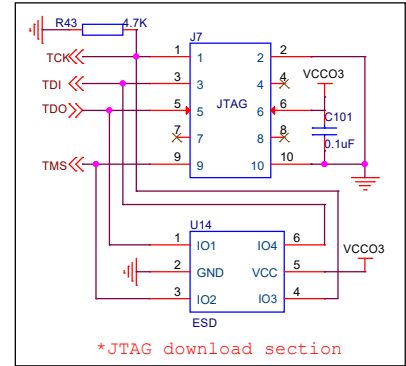 R43 4.7K J7
TCK 1 1 2 2
TDI 3 3 4 4 VCCO3
TDO 5 5 JTAG 6 6
C101
7 7 8 8 0.1uF
TMS 9 9 10 10
U14
1 IO1 IO4 6
VCCO3
2 GND VCC 5
3 IO2 IO3 4
ESD
*JTAG download section